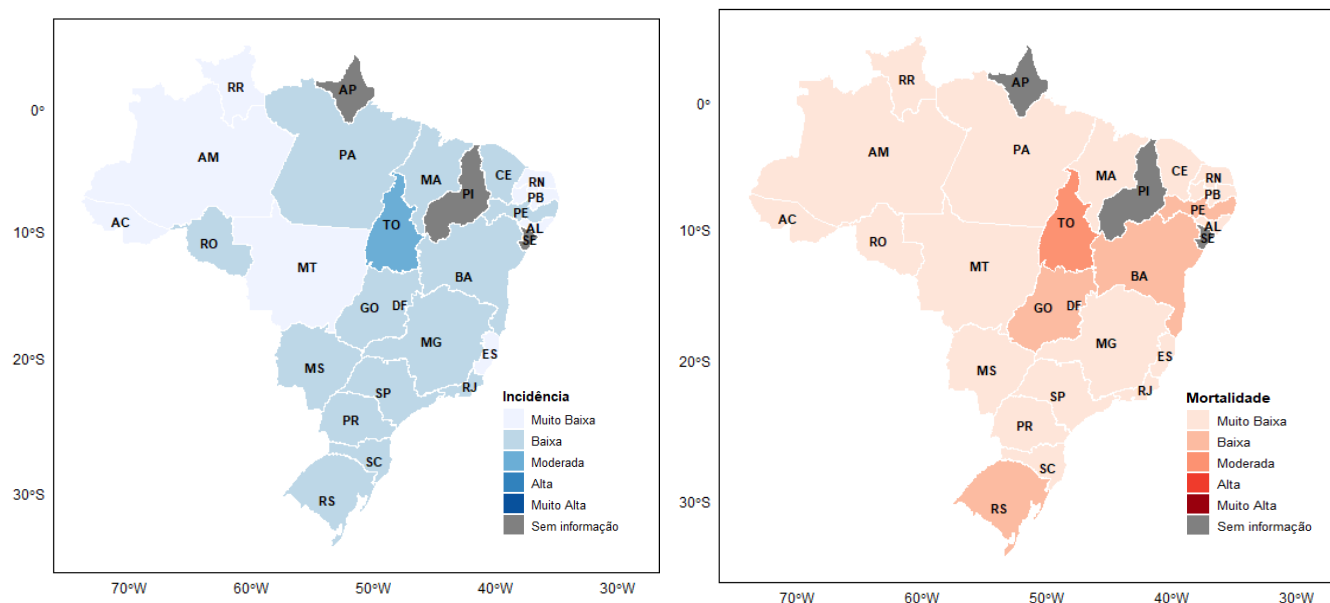 RR
AP
0°
AM
PA
MA
CE
RN
PB
PI
PE
AC
AL
SE
TO
10°S
RO
MT
BA
GO
DF
MG
ES
20°S
MS
SP
RJ
PR
SC
30°S
RS
Incidência
Muito Baixa
Baixa
Moderada
Alta
Muito Alta
Sem informação
70°W 60°W 50°W 40°W 30°W
RR
AP
0°
AM
PA
MA
CE
RN
PB
PI
PE
AC
AL
SE
TO
10°S
RO
MT
BA
GO
DF
MG
ES
20°S
MS
SP
RJ
PR
SC
30°S
RS
Mortalidade
Muito Baixa
Baixa
Moderada
Alta
Muito Alta
Sem informação
70°W 60°W 50°W 40°W 30°W